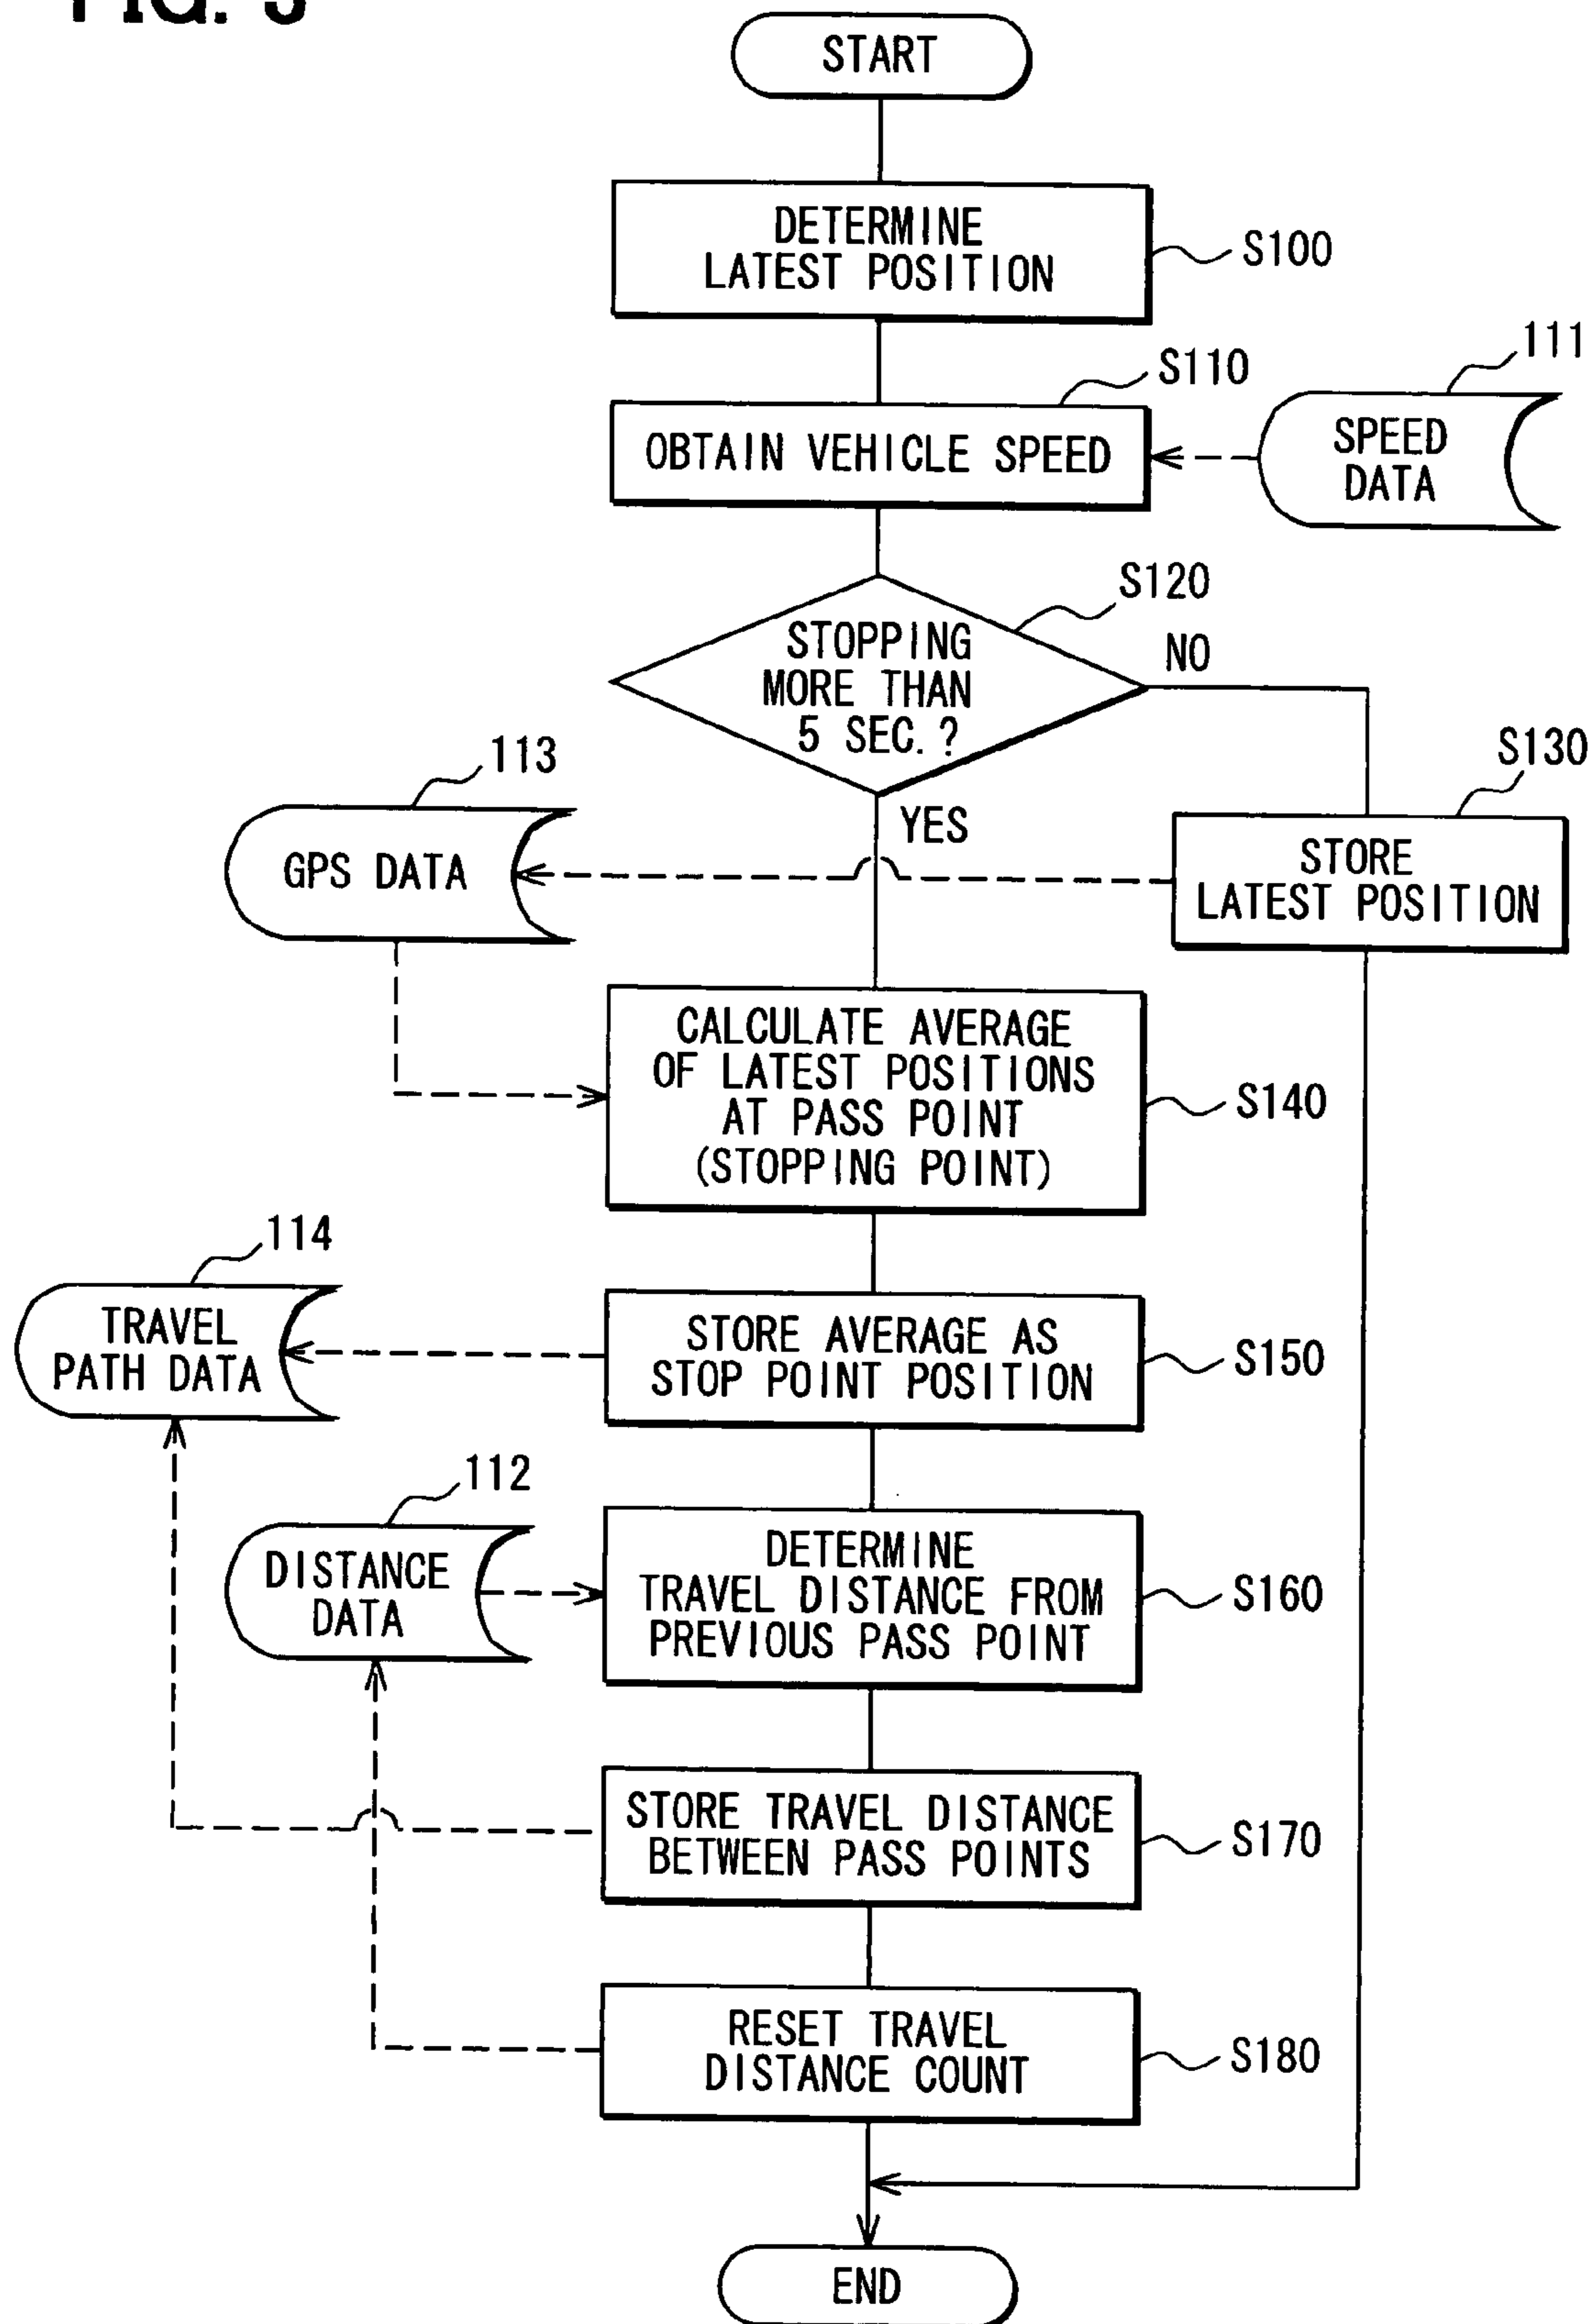 START
DETERMINE
LATEST POSITION
S100
111
S110
OBTAIN VEHICLE SPEED
SPEED
DATA
S120
STOPPING
MORE THAN
5 SEC.?
NO
YES
S130
STORE
LATEST POSITION
113
GPS DATA
CALCULATE AVERAGE
OF LATEST POSITIONS
AT PASS POINT
(STOPPING POINT)
S140
114
TRAVEL
PATH DATA
STORE AVERAGE AS
STOP POINT POSITION
S150
112
DISTANCE
DATA
DETERMINE
TRAVEL DISTANCE FROM
PREVIOUS PASS POINT
S160
STORE TRAVEL DISTANCE
BETWEEN PASS POINTS
S170
RESET TRAVEL
DISTANCE COUNT
S180
END